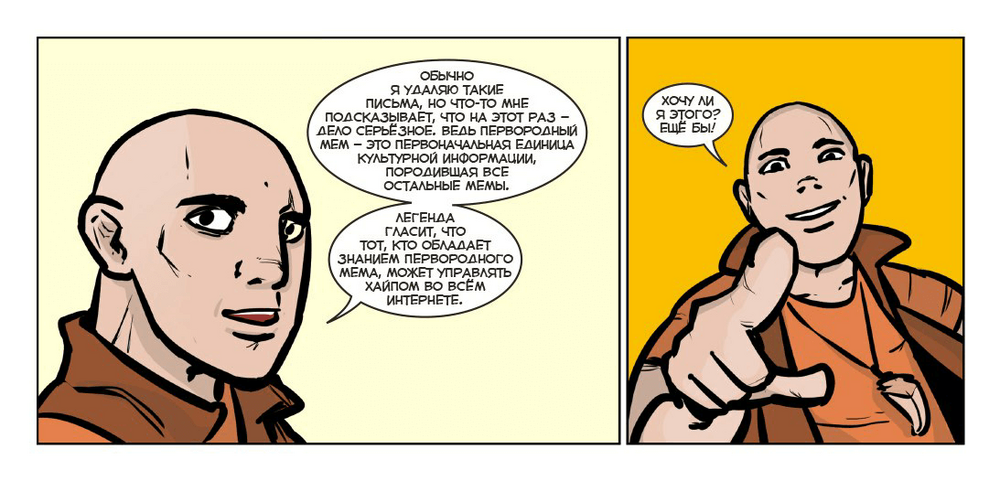 ОБЫЧНО
Я УДАЛЯЮ ТАКИЕ
ПИСЬМА, НО ЧТО-ТО МНЕ
ПОДСКАЗЫВАЕТ, ЧТО НА ЭТОТ РАЗ –
ДЕЛО СЕРЬЁЗНОЕ. ВЕДЬ ПЕРВОРОДНЫЙ
МЕМ – ЭТО ПЕРВОНАЧАЛЬНАЯ ЕДИНИЦА
КУЛЬТУРНОЙ ИНФОРМАЦИИ,
ПОРОДИВШАЯ ВСЕ
ОСТАЛЬНЫЕ МЕМЫ.
ЛЕГЕНДА
ГЛАСИТ, ЧТО
ТОТ, КТО ОБЛАДАЕТ
ЗНАНИЕМ ПЕРВОРОДНОГО
МЕМА, МОЖЕТ УПРАВЛЯТЬ
ХАЙПОМ ВО ВСЁМ
ИНТЕРНЕТЕ.
ХОЧУ ЛИ
Я ЭТОГО?
ЕЩЁ БЫ!